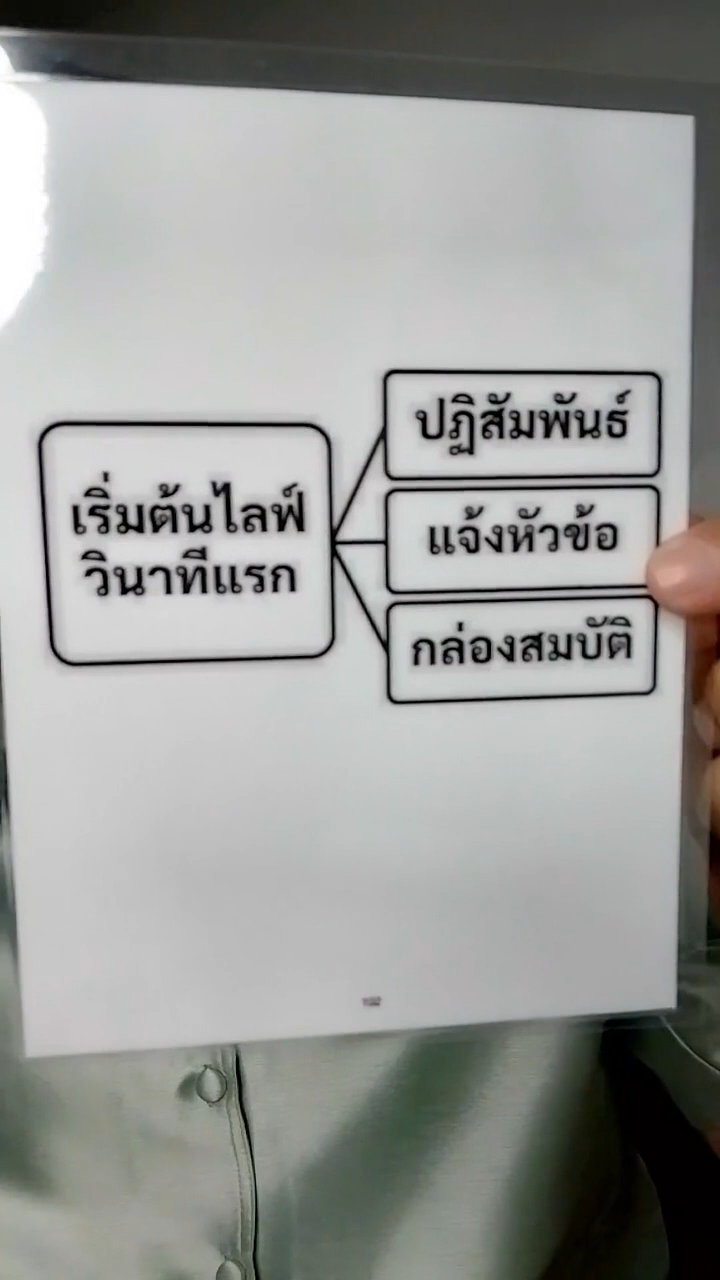 เริ่มต้นไลฟ์
วินาทีแรก
ปฏิสัมพันธ์
แจ้งหัวข้อ
กล่องสมบัติ